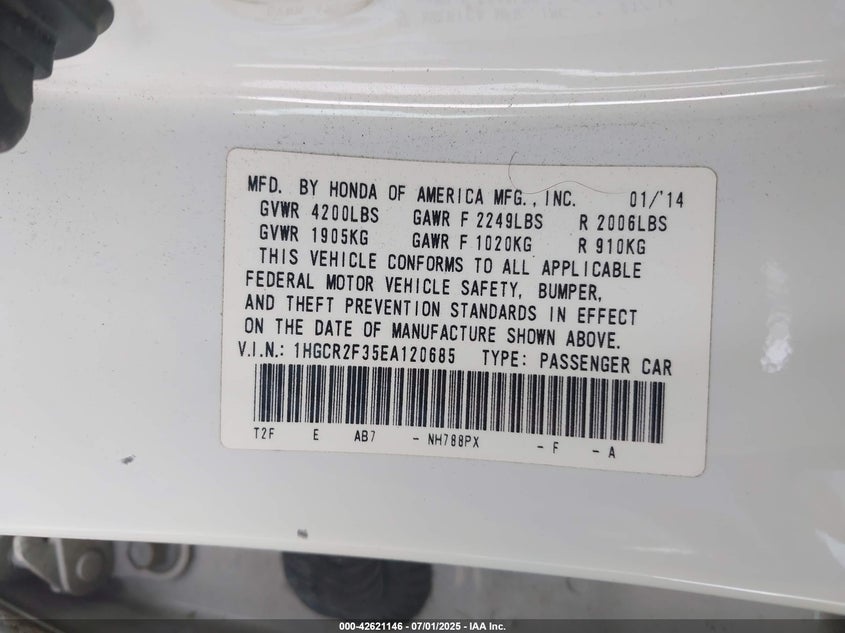 MFD. BY HONDA OF AMERICA MFG., INC. 01/'14
GVWR 4200LBS GAWR F 2249LBS R 2006LBS
GVWR 1905KG GAWR F 1020KG R 910KG
THIS VEHICLE CONFORMS TO ALL APPLICABLE
FEDERAL MOTOR VEHICLE SAFETY, BUMPER,
AND THEFT PREVENTION STANDARDS IN EFFECT
ON THE DATE OF MANUFACTURE SHOWN ABOVE.
V.I.N.: 1HGCR2F35EA120685 TYPE: PASSENGER CAR
T2F E AB7 - NH788PX - F - A
000-42621146 - 07/01/2025 - IAA Inc.